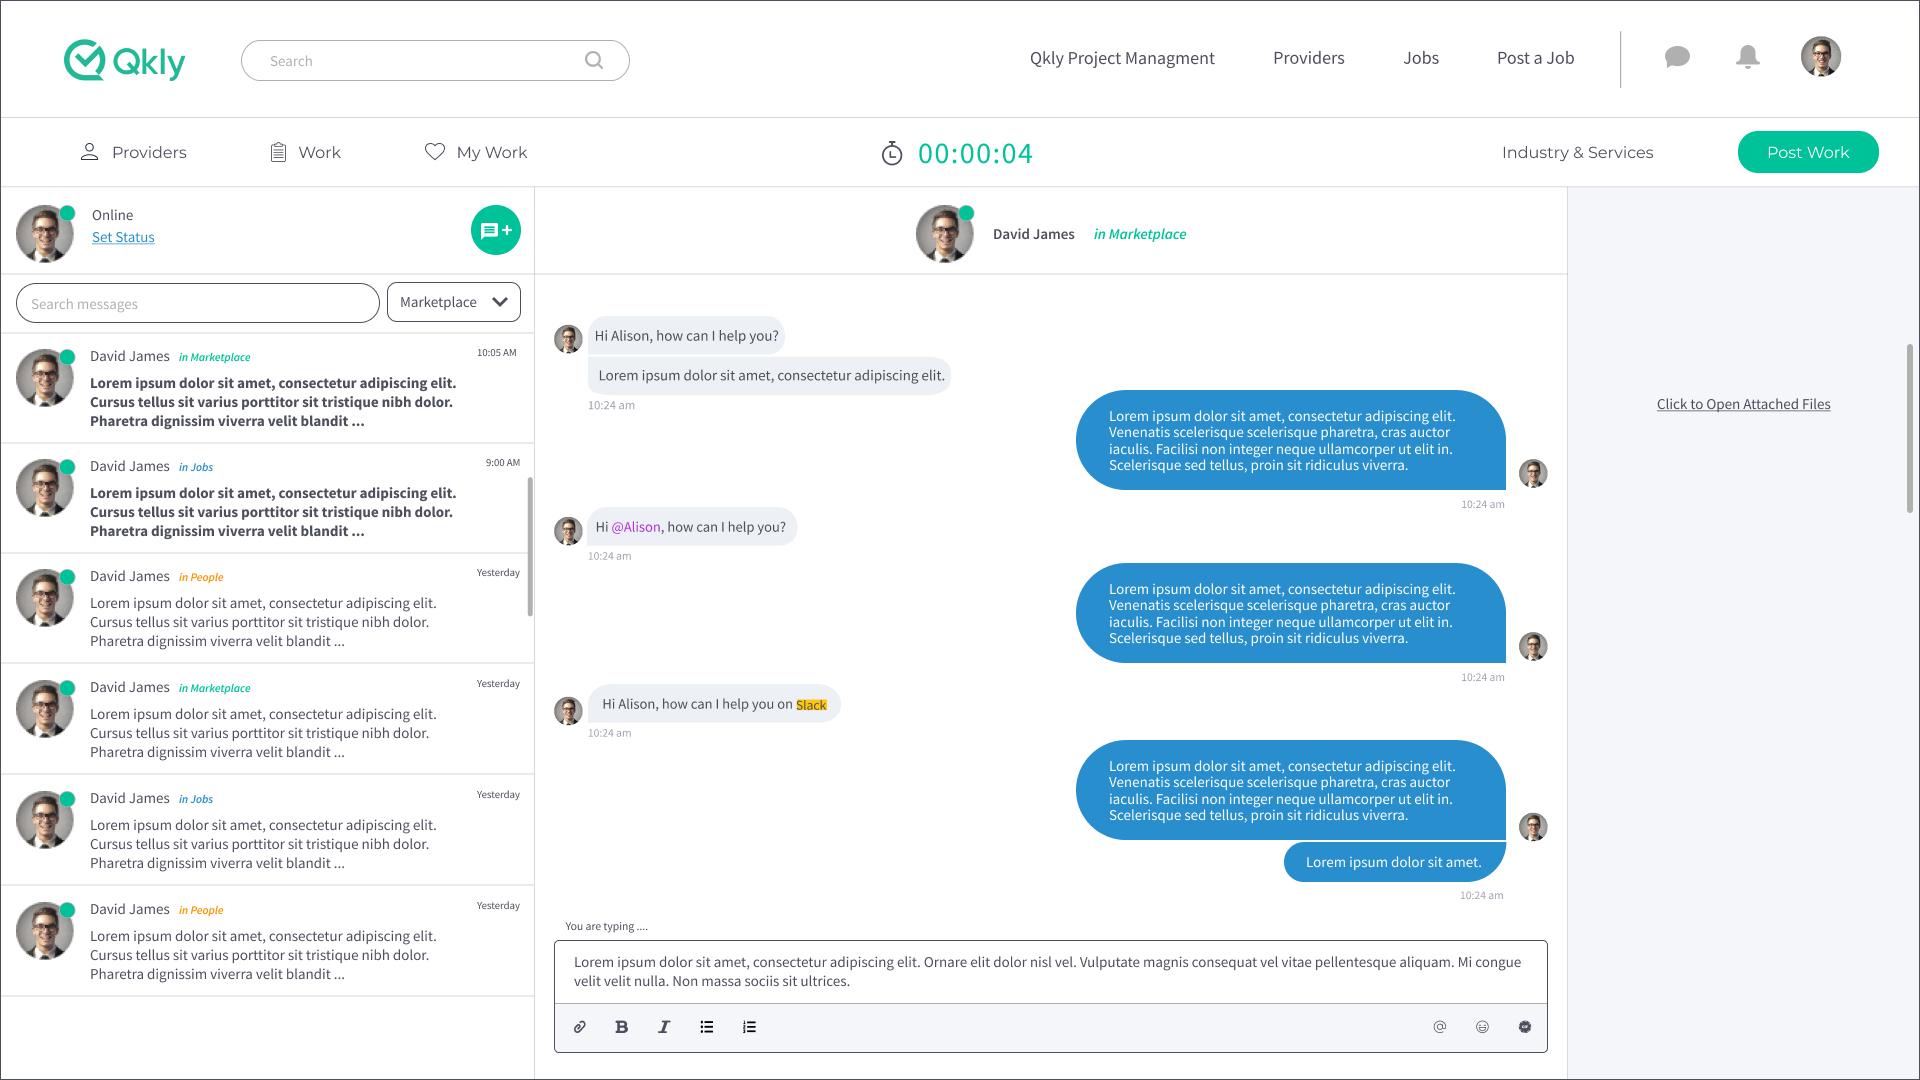 Qkly
Search
Qkly Project Managment
Providers
Jobs
Post a Job
Providers
Work
My Work
00:00:04
Industry & Services
Post Work
Online
Set Status
Search messages
Marketplace
David James in Marketplace
10:05 AM
Lorem ipsum dolor sit amet, consectetur adipiscing elit.
Cursus tellus sit varius porttitor sit tristique nibh dolor.
Pharetra dignissim viverra velit blandit ...
David James in Jobs
9:00 AM
Lorem ipsum dolor sit amet, consectetur adipiscing elit.
Cursus tellus sit varius porttitor sit tristique nibh dolor.
Pharetra dignissim viverra velit blandit ...
David James in People
Yesterday
Lorem ipsum dolor sit amet, consectetur adipiscing elit.
Cursus tellus sit varius porttitor sit tristique nibh dolor.
Pharetra dignissim viverra velit blandit ...
David James in Marketplace
Yesterday
Lorem ipsum dolor sit amet, consectetur adipiscing elit.
Cursus tellus sit varius porttitor sit tristique nibh dolor.
Pharetra dignissim viverra velit blandit ...
David James in Jobs
Yesterday
Lorem ipsum dolor sit amet, consectetur adipiscing elit.
Cursus tellus sit varius porttitor sit tristique nibh dolor.
Pharetra dignissim viverra velit blandit ...
David James in People
Yesterday
Lorem ipsum dolor sit amet, consectetur adipiscing elit.
Cursus tellus sit varius porttitor sit tristique nibh dolor.
Pharetra dignissim viverra velit blandit ...
David James in Marketplace
Hi Alison, how can I help you?
Lorem ipsum dolor sit amet, consectetur adipiscing elit.
10:24 am
Lorem ipsum dolor sit amet, consectetur adipiscing elit.
Venenatis scelerisque scelerisque pharetra, cras auctor
iaculis. Facilisi non integer neque ullamcorper ut elit in.
Scelerisque sed tellus, proin sit ridiculus viverra.
10:24 am
Hi @Alison, how can I help you?
10:24 am
Lorem ipsum dolor sit amet, consectetur adipiscing elit.
Venenatis scelerisque scelerisque pharetra, cras auctor
iaculis. Facilisi non integer neque ullamcorper ut elit in.
Scelerisque sed tellus, proin sit ridiculus viverra.
10:24 am
Hi Alison, how can I help you on Slack
10:24 am
Lorem ipsum dolor sit amet, consectetur adipiscing elit.
Venenatis scelerisque scelerisque pharetra, cras auctor
iaculis. Facilisi non integer neque ullamcorper ut elit in.
Scelerisque sed tellus, proin sit ridiculus viverra.
Lorem ipsum dolor sit amet.
10:24 am
You are typing ....
Lorem ipsum dolor sit amet, consectetur adipiscing elit. Ornare elit dolor nisl vel. Vulputate magnis consequat vel vitae pellentesque aliquam. Mi congue
velit velit nulla. Non massa sociis sit ultrices.
Click to Open Attached Files